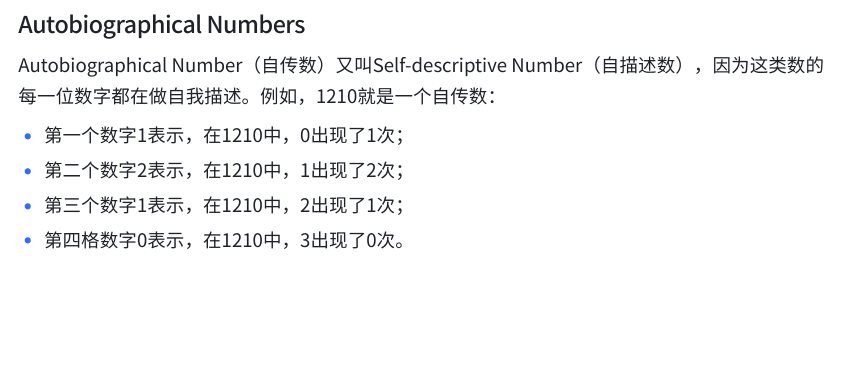 Autobiographical Numbers
Autobiographical Number（自传数）又叫Self-descriptive Number（自描述数），因为这类数的
每一位数字都在做自我描述。例如，1210就是一个自传数：
• 第一个数字1表示，在1210中，0出现了1次；
• 第二个数字2表示，在1210中，1出现了2次；
• 第三个数字1表示，在1210中，2出现了1次；
• 第四格数字0表示，在1210中，3出现了0次。